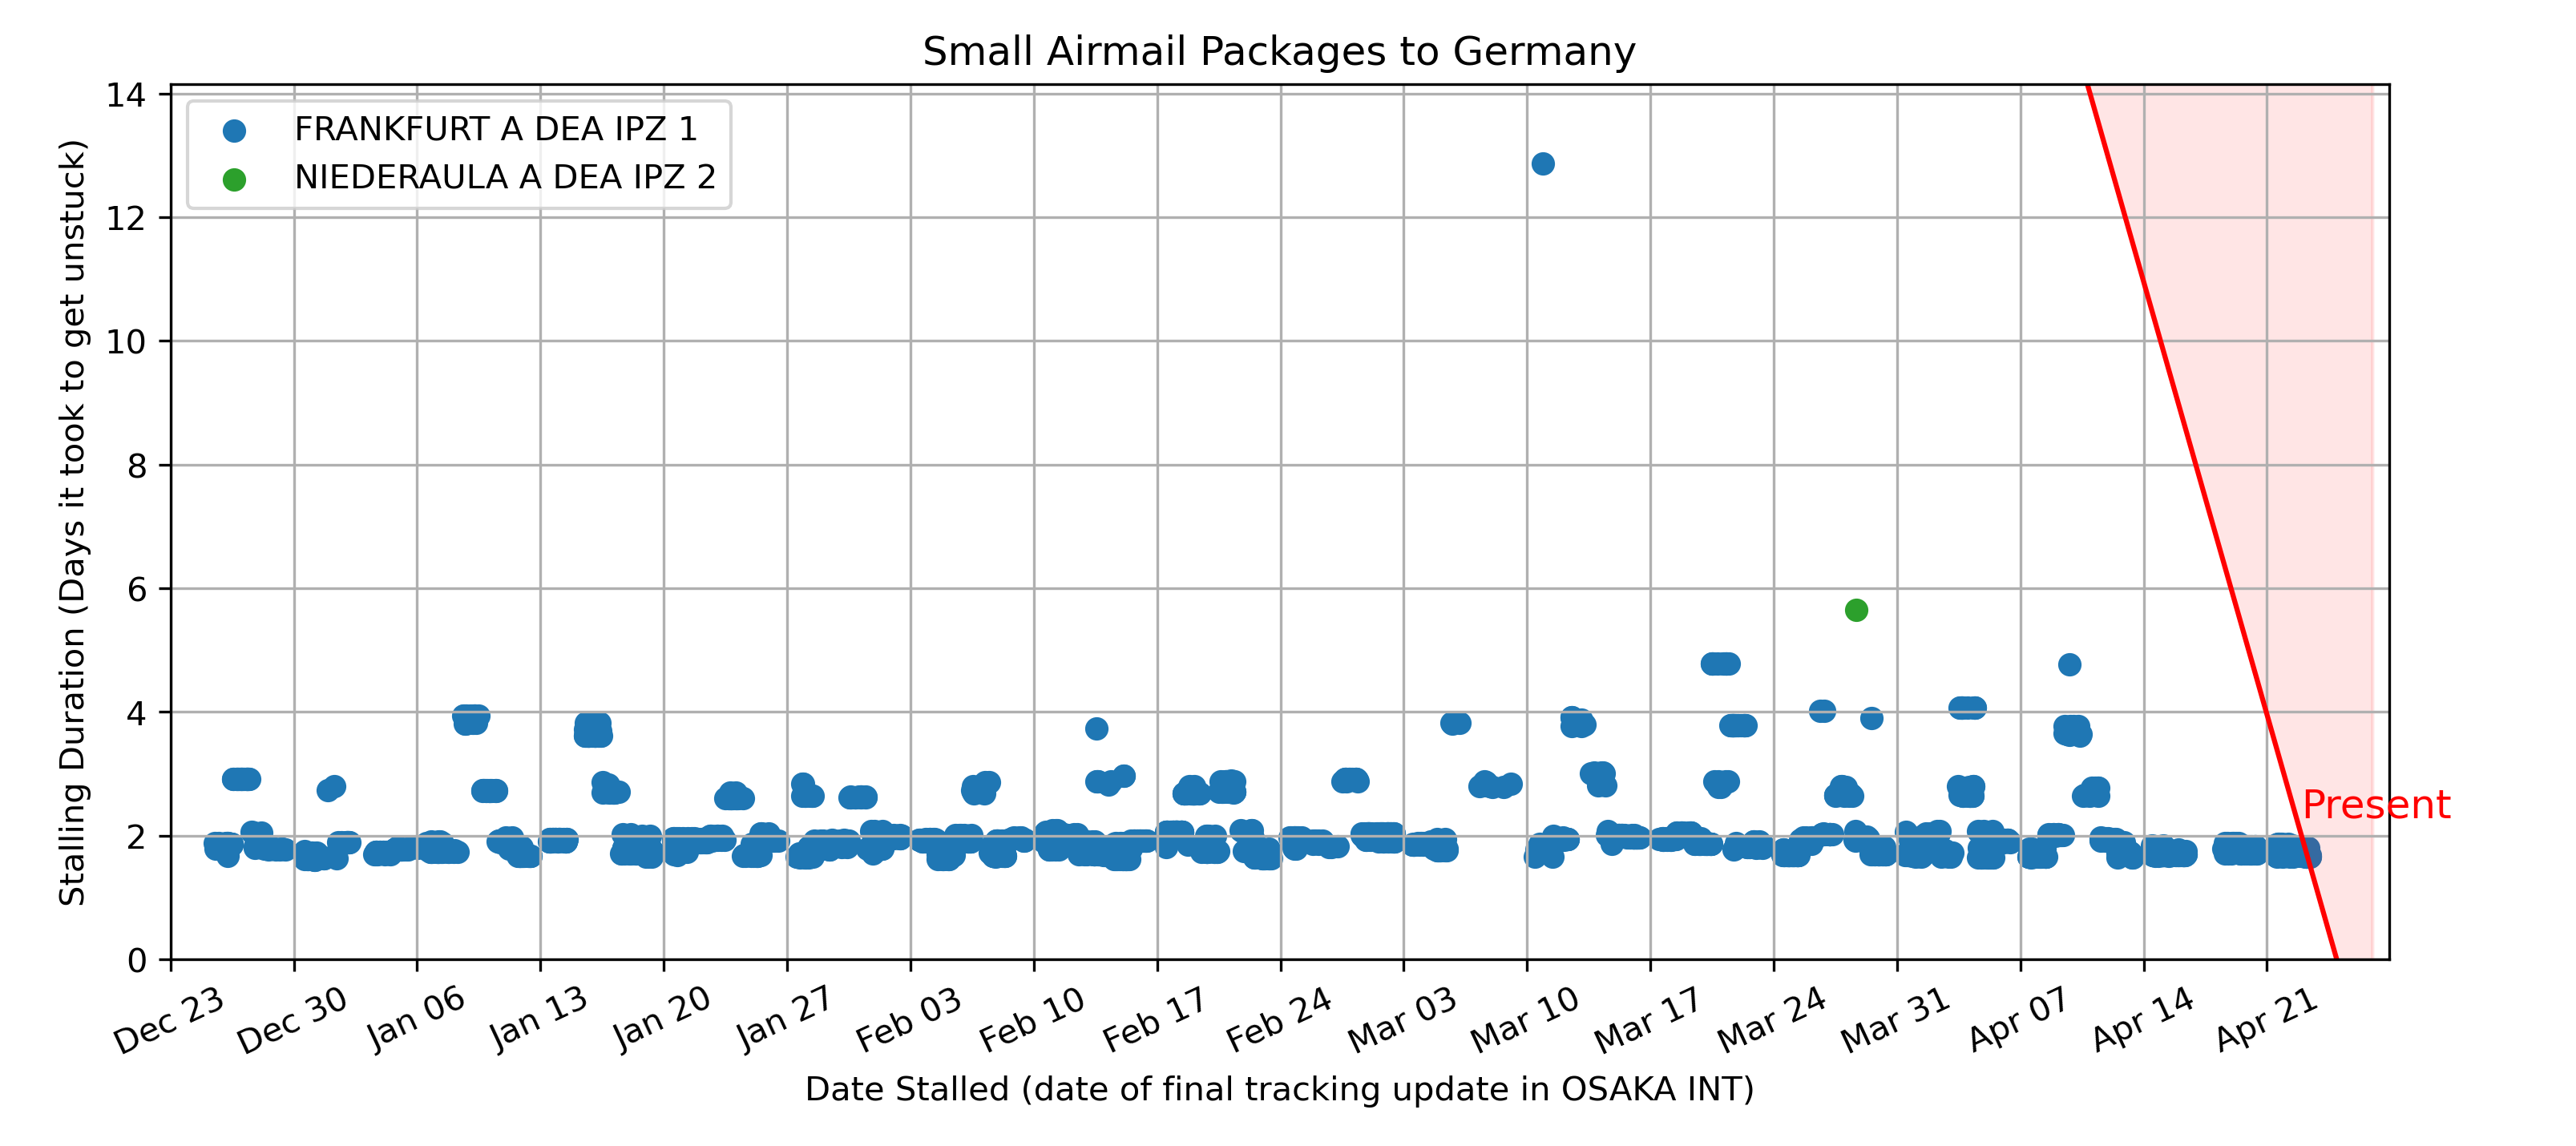 Small Airmail Packages to Germany
FRANKFURT A DEA IPZ 1
NIEDERAULA A DEA IPZ 2
Stalling Duration (Days it took to get unstuck)
14
12
10
8
6
4
2
0
Present
Dec 23
Dec 30
Jan 06
Jan 13
Jan 20
Jan 27
Feb 03
Feb 10
Feb 17
Feb 24
Mar 03
Mar 10
Mar 17
Mar 24
Mar 31
Apr 07
Apr 14
Apr 21
Date Stalled (date of final tracking update in OSAKA INT)